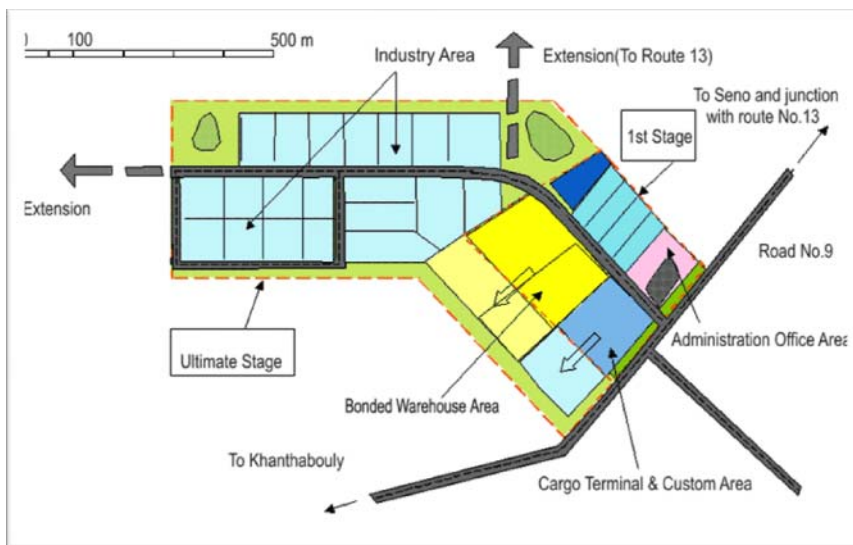 100
500 m
Industry Area
Extension(To Route 13)
To Seno and junction
with route No.13
1st Stage
Extension
Road No.9
Ultimate Stage
Administration Office Area
Bonded Warehouse Area
To Khanthabouly
Cargo Terminal & Custom Area